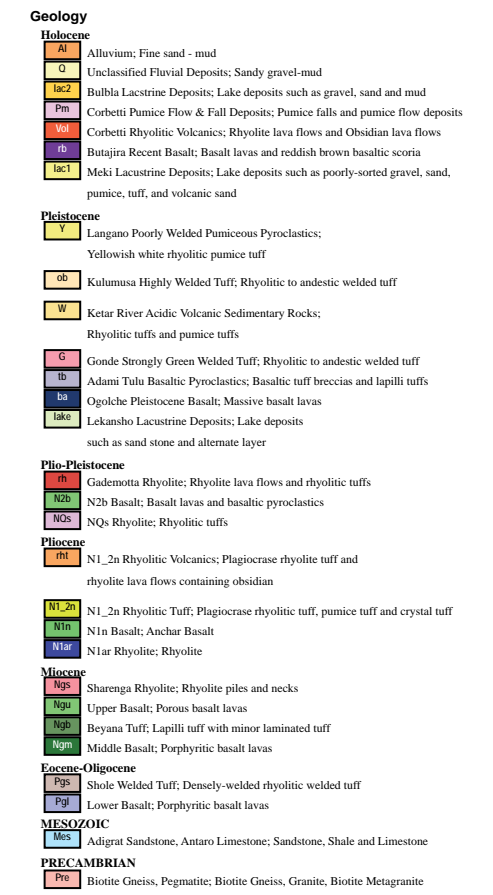 Geology
Holocene
Al Alluvium; Fine sand - mud
Q Unclassified Fluvial Deposits; Sandy gravel-mud
lac2 Bulbla Lacstrine Deposits; Lake deposits such as gravel, sand and mud
Pm Corbetti Pumice Flow & Fall Deposits; Pumice falls and pumice flow deposits
Vol Corbetti Rhyolitic Volcanics; Rhyolite lava flows and Obsidian lava flows
rb Butajira Recent Basalt; Basalt lavas and reddish brown basaltic scoria
lac1 Meki Lacustrine Deposits; Lake deposits such as poorly-sorted gravel, sand,
pumice, tuff, and volcanic sand
Pleistocene
Y Langano Poorly Welded Pumiceous Pyroclastics;
Yellowish white rhyolitic pumice tuff
ob Kulumusa Highly Welded Tuff; Rhyolitic to andestic welded tuff
W Ketar River Acidic Volcanic Sedimentary Rocks;
Rhyolitic tuffs and pumice tuffs
G Gonde Strongly Green Welded Tuff; Rhyolitic to andestic welded tuff
tb Adami Tulu Basaltic Pyroclastics; Basaltic tuff breccias and lapilli tuffs
ba Ogolche Pleistocene Basalt; Massive basalt lavas
lake Lekansho Lacustrine Deposits; Lake deposits
such as sand stone and alternate layer
Plio-Pleistocene
rh Gademotta Rhyolite; Rhyolite lava flows and rhyolitic tuffs
N2b N2b Basalt; Basalt lavas and basaltic pyroclastics
NQs NQs Rhyolite; Rhyolitic tuffs
Pliocene
rht N1_2n Rhyolitic Volcanics; Plagiocrase rhyolite tuff and
rhyolite lava flows containing obsidian
N1_2n N1_2n Rhyolitic Tuff; Plagiocrase rhyolitic tuff, pumice tuff and crystal tuff
N1n N1n Basalt; Anchar Basalt
N1ar N1ar Rhyolite; Rhyolite
Miocene
Ngs Sharenga Rhyolite; Rhyolite piles and necks
Ngu Upper Basalt; Porous basalt lavas
Ngb Beyana Tuff; Lapilli tuff with minor laminated tuff
Ngm Middle Basalt; Porphyritic basalt lavas
Eocene-Oligocene
Pgs Shole Welded Tuff; Densely-welded rhyolitic welded tuff
Pgl Lower Basalt; Porphyritic basalt lavas
MESOZOIC
Mes Adigrat Sandstone, Antaro Limestone; Sandstone, Shale and Limestone
PRECAMBRIAN
Pre Biotite Gneiss, Pegmatite; Biotite Gneiss, Granite, Biotite Metagranite